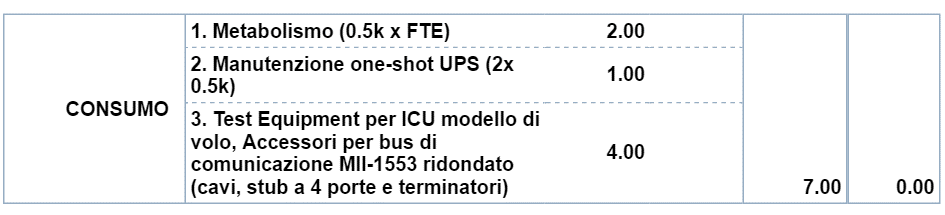 1. Metabolismo (0.5k x FTE) 2.00
2. Manutenzione one-shot UPS (2x
0.5k) 1.00
CONSUMO
3. Test Equipment per ICU modello di
volo, Accessori per bus di
comunicazione MIl-1553 ridondato
(cavi, stub a 4 porte e terminatori) 4.00
7.00 0.00